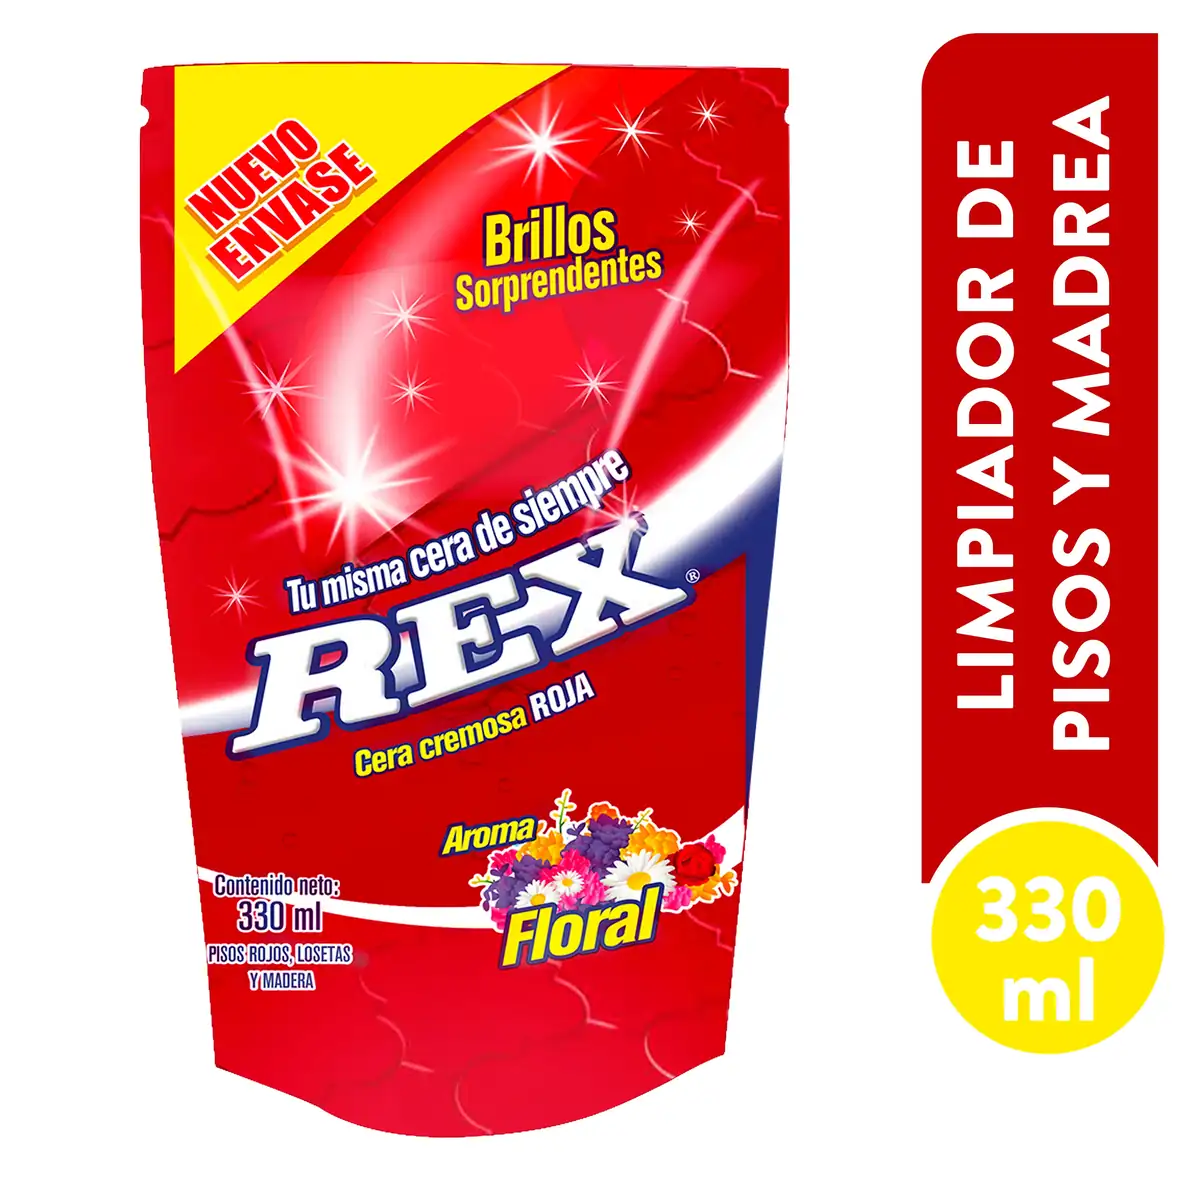 NUEVO
ENVASE
Brillos
Sorprendentes
Tu misma cera de siempre
REX®
Cera cremosa ROJA
Aroma
Floral
Contenido neto:
330 ml
PISOS ROJOS, LOSETAS
Y MADERA
LIMPIADOR DE
PISOS Y MADREA
330
ml